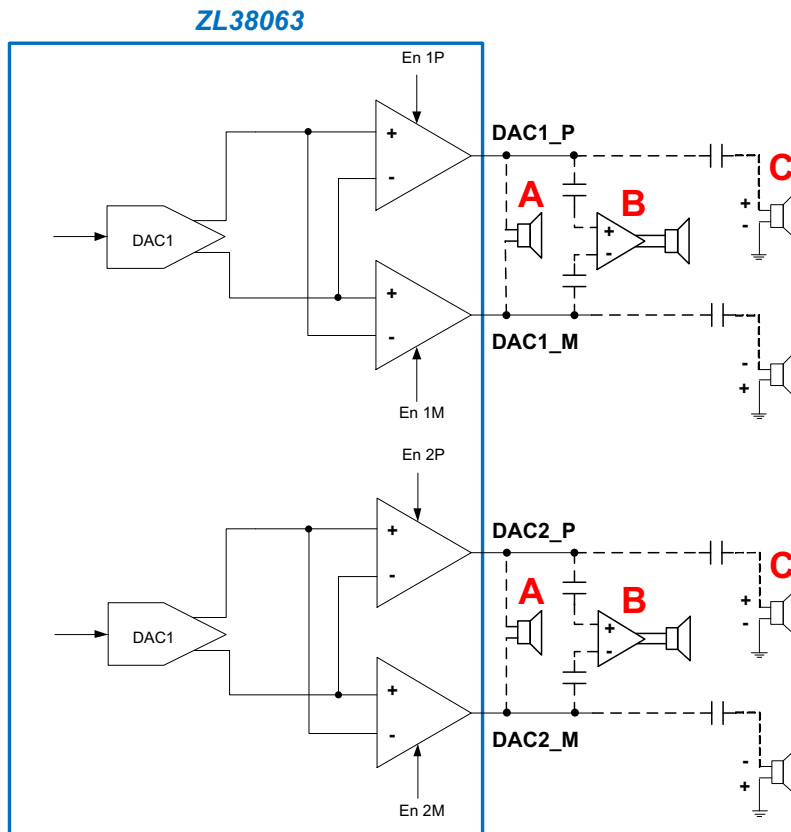 ZL38063
En 1P
DAC1_P
+
-
A
B
C
+
-
+
-
DAC1
+
-
DAC1_M
-
+
En 1M
En 2P
DAC2_P
+
-
A
B
C
+
-
+
-
DAC1
+
-
DAC2_M
-
+
En 2M